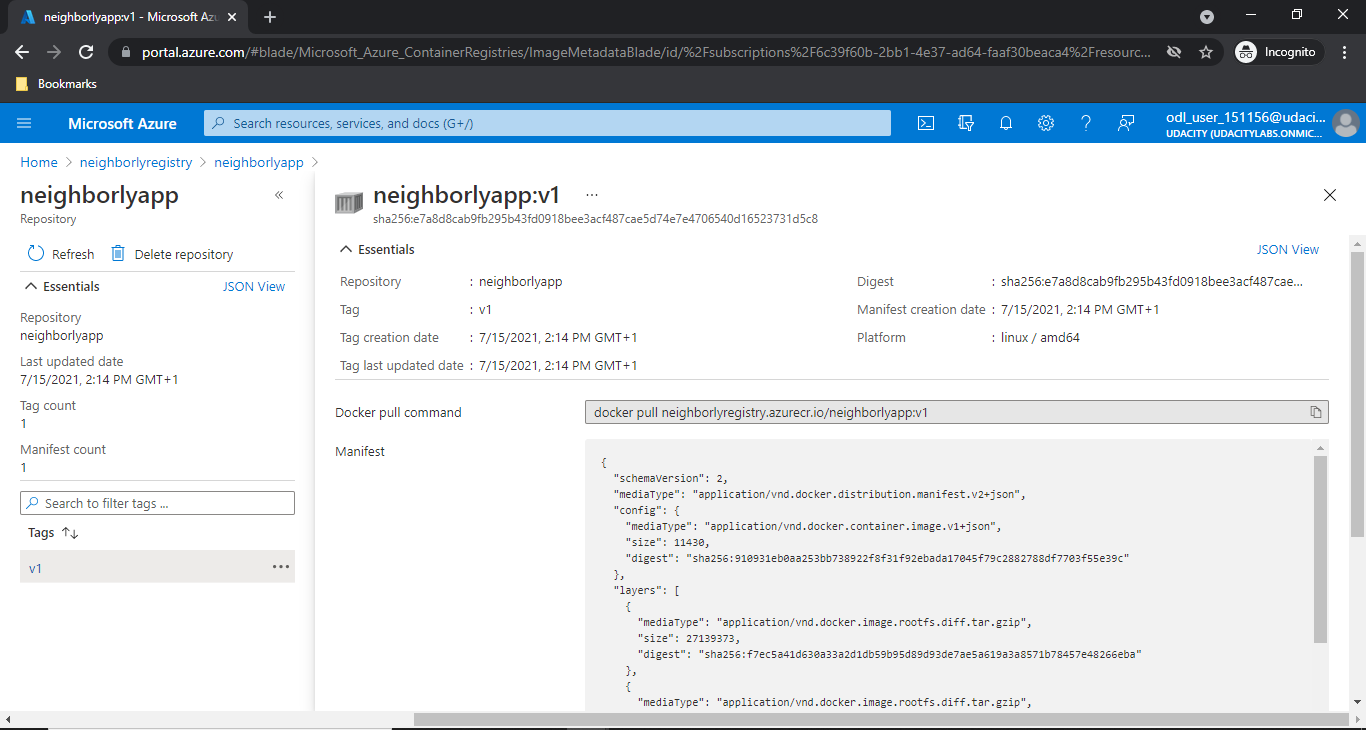 neighborlyapp:v1 - Microsoft Azu
portal.azure.com/#blade/Microsoft_Azure_ContainerRegistries/ImageMetadataBlade/id/%2Fsubscriptions%2F6c39f60b-2bb1-4e37-ad64-faaf30beaca4%2Fresourc...
Incognito
Bookmarks
Microsoft Azure
Search resources, services, and docs (G+/)
odl_user_151156@udaci...
UDACITY (UDACITYLABS.ONMIC...
Home > neighborlyregistry > neighborlyapp >
neighborlyapp
«
Repository
Refresh Delete repository
Essentials JSON View
Repository
neighborlyapp
Last updated date
7/15/2021, 2:14 PM GMT+1
Tag count
1
Manifest count
1
Search to filter tags ...
Tags ↑↓
v1 •••
neighborlyapp:v1 ...
sha256:e7a8d8cab9fb295b43fd0918bee3acf487cae5d74e7e4706540d16523731d5c8
Essentials JSON View
Repository : neighborlyapp
Digest : sha256:e7a8d8cab9fb295b43fd0918bee3acf487cae...
Tag : v1
Manifest creation date : 7/15/2021, 2:14 PM GMT+1
Tag creation date : 7/15/2021, 2:14 PM GMT+1
Platform : linux / amd64
Tag last updated date : 7/15/2021, 2:14 PM GMT+1
Docker pull command docker pull neighborlyregistry.azurecr.io/neighborlyapp:v1
Manifest
{
"schemaVersion": 2,
"mediaType": "application/vnd.docker.distribution.manifest.v2+json",
"config": {
"mediaType": "application/vnd.docker.container.image.v1+json",
"size": 11430,
"digest": "sha256:910931eb0aa253bb738922f8f31f92ebada17045f79c2882788df7703f55e39c"
},
"layers": [
{
"mediaType": "application/vnd.docker.image.rootfs.diff.tar.gzip",
"size": 27139373,
"digest": "sha256:f7ec5a41d630a33a2d1db59b95d89d93de7ae5a619a3a8571b78457e48266eba"
},
{
"mediaType": "application/vnd.docker.image.rootfs.diff.tar.gzip",